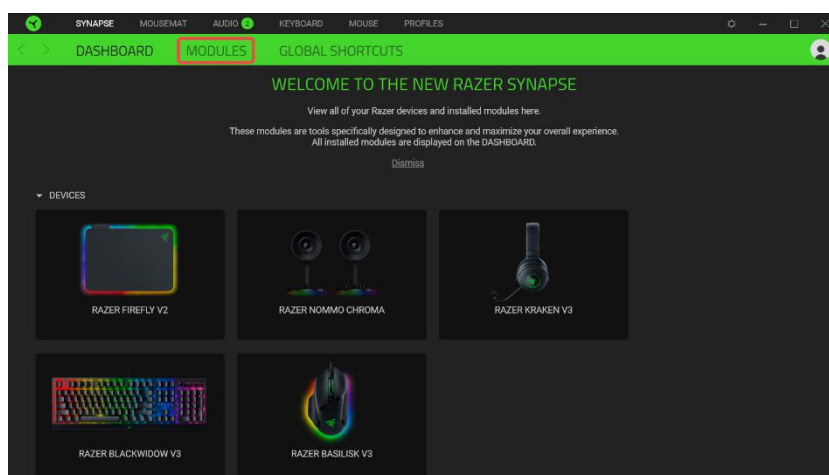 SYNAPSE MOUSEMAT AUDIO 2 KEYBOARD MOUSE PROFILES
DASHBOARD MODULES GLOBAL SHORTCUTS
WELCOME TO THE NEW RAZER SYNAPSE
View all of your Razer devices and installed modules here.
These modules are tools specifically designed to enhance and maximize your overall experience.
All installed modules are displayed on the DASHBOARD.
Dismiss
DEVICES
RAZER FIREFLY V2 RAZER NOMMO CHROMA RAZER KRAKEN V3
RAZER BLACKWIDOW V3 RAZER BASILISK V3